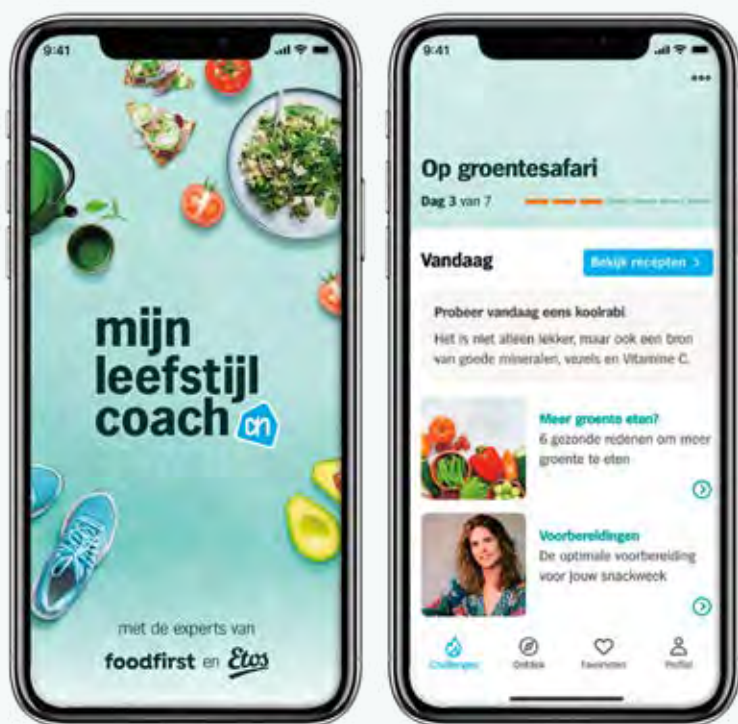 9:41
mijn
leefstijl
coach
ah
met de experts van
foodfirst en Etos
9:41
Op groentesafari
Dag 3 van 7
Vandaag
Bekijk recepten >
Probeer vandaag eens koolrabi
Het is niet alleen lekker, maar ook een bron
van goede mineralen, vezels en Vitamine C.
Meer groente eten?
6 gezonde redenen om meer
groente te eten
Voorbereidingen
De optimale voorbereiding
voor jouw snackweek
Challenges
Ontdek
Favorieten
Profiel